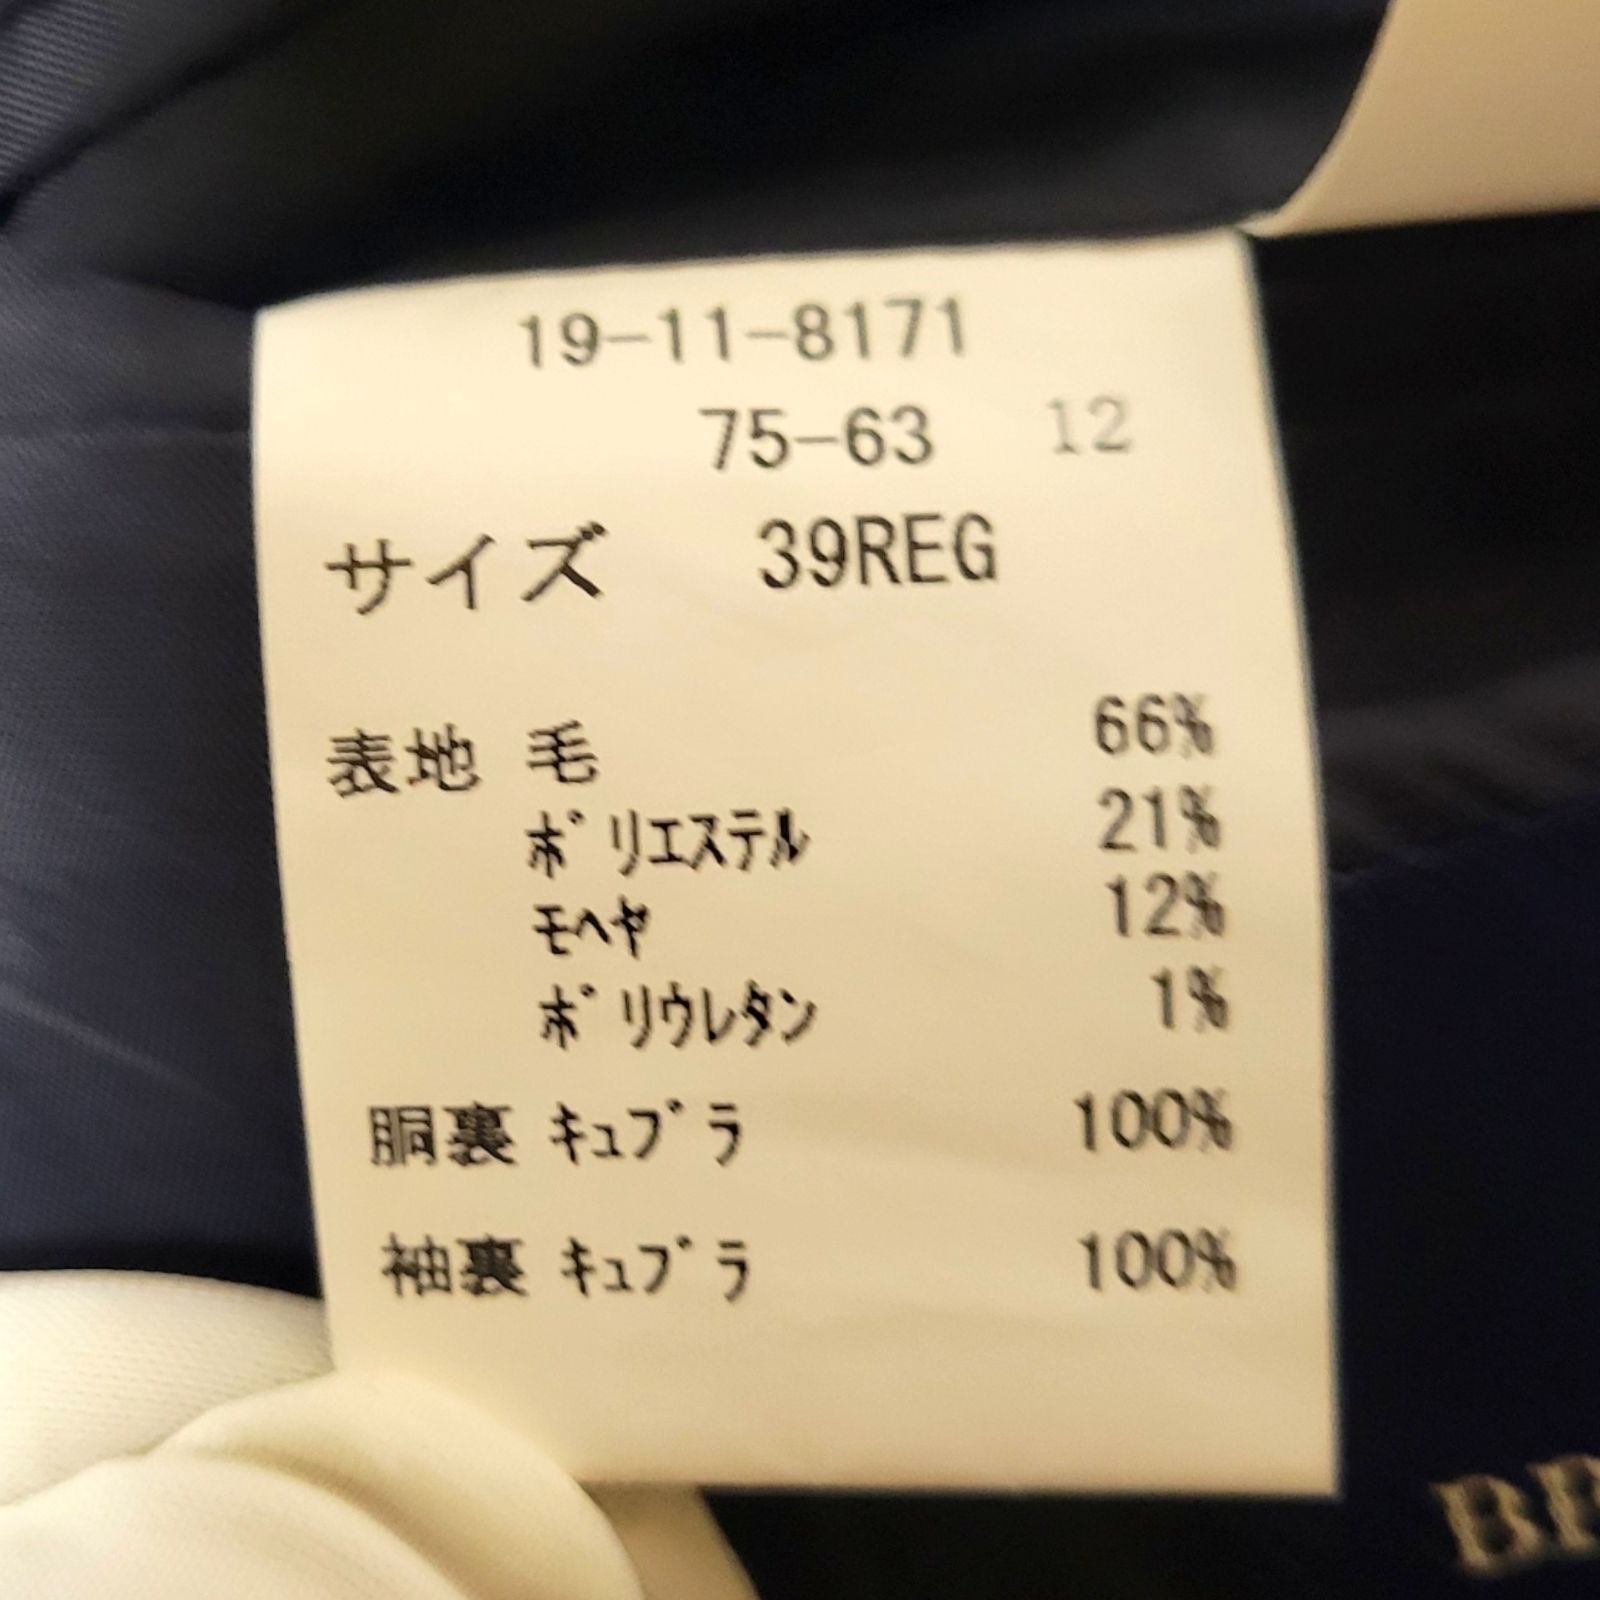 19-11-8171
75-63 12
サイズ 39REG
表地 毛 66%
ポリエステル 21%
モヘヤ 12%
ポリウレタン 1%
胴裏 キュプラ 100%
袖裏 キュプラ 100%